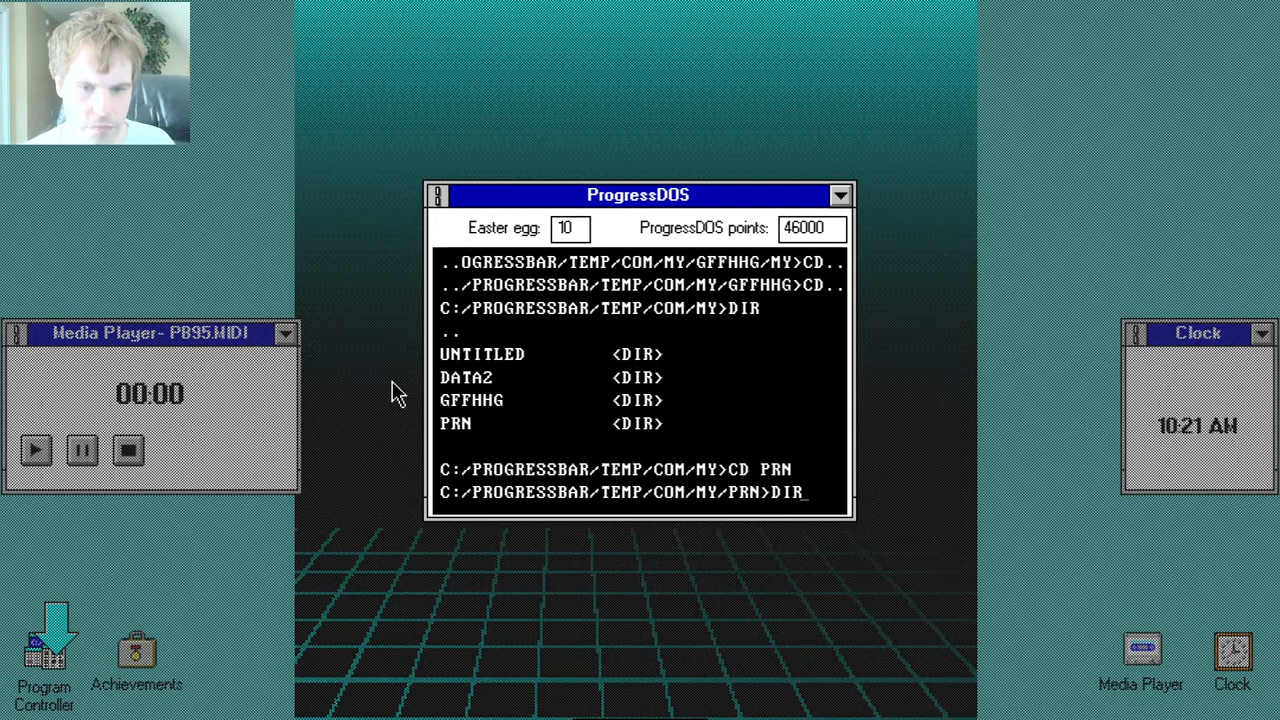 ProgressDOS
Easter egg: 10 ProgressDOS points: 46000
..OGRESSBAR/TEMP/COM/MY/GFFHHG/MY>CD..
../PROGRESSBAR/TEMP/COM/MY/GFFHHG>CD..
C:/PROGRESSBAR/TEMP/COM/MY>DIR
..
UNTITLED <DIR>
DATA2 <DIR>
GFFHHG <DIR>
PRN <DIR>
C:/PROGRESSBAR/TEMP/COM/MY>CD PRN
C:/PROGRESSBAR/TEMP/COM/MY/PRN>DIR_
Media Player- PB95.MIDI
00:00
Clock
10:21 AM
Program
Controller
Achievements
Media Player
Clock